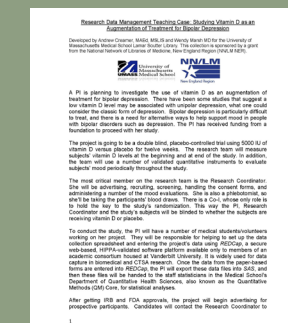 Research Data Management Teaching Case: Studying Vitamin D as an
Augmentation of Treatment for Bipolar Depression
Developed by Andrew Creamer, MAEd, MSLIS and Wendy Marsh MD for the University of
Massachusetts Medical School Lamar Soutter Library. This collection is sponsored by a grant
from the National Network of Libraries of Medicine, New England Region (NN/LM NER).
University of
UMASS Massachusetts
Medical School
NN/LM
New England Region
A PI is planning to investigate the use of vitamin D as an augmentation of
treatment for bipolar depression. There have been some studies that suggest a
low vitamin D level may be associated with unipolar depression, what one could
consider the classic form of depression. Bipolar depression is particularly difficult
to treat, and there is a need for alternative ways to help support mood in people
with bipolar disorders such as depression. The PI has received funding from a
foundation to proceed with her study.
The project is going to be a double blind, placebo-controlled trial using 5000 IU of
vitamin D versus placebo for twelve weeks. The research team will measure
subjects' vitamin D levels at the beginning and at end of the study. In addition,
the team will use a number of validated quantitative instruments to evaluate
subjects' mood periodically throughout the study.
The most critical member on the research team is the Research Coordinator.
She will be advertising, recruiting, screening, handling the consent forms, and
administering a number of the mood evaluations. She is also a phlebotomist, so
she'll be taking the participants' blood draws. There is a Co-I, whose only role is
to hold the key to the study's randomization. This way the PI, Research
Coordinator and the study's subjects will be blinded to whether the subjects are
receiving vitamin D or placebo.
To conduct the study, the PI will have a number of medical students/volunteers
working on her project. They will be responsible for helping to set up the data
collection spreadsheet and entering the project's data using REDCap, a secure
web-based, HIPPA-validated software platform available only to members of an
academic consortium housed at Vanderbilt University. It is widely used for data
capture in biomedical and CTSA research. Once the data from the paper-based
forms are entered into REDCap, the PI will export these data files into SAS, and
then these files will be handed to the staff statisticians in the Medical School's
Department of Quantitative Health Sciences, also known as the Quantitative
Methods (QM) Core, for statistical analyses.
After getting IRB and FDA approvals, the project will begin advertising for
prospective participants. Candidates will contact the Research Coordinator to
1